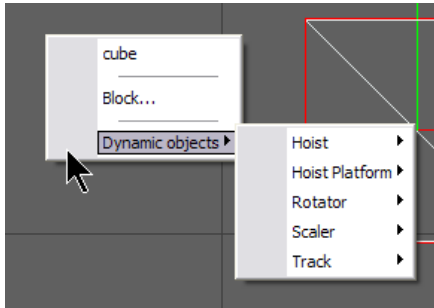 cube
Block...
Dynamic objects
Hoist
Hoist Platform
Rotator
Scaler
Track